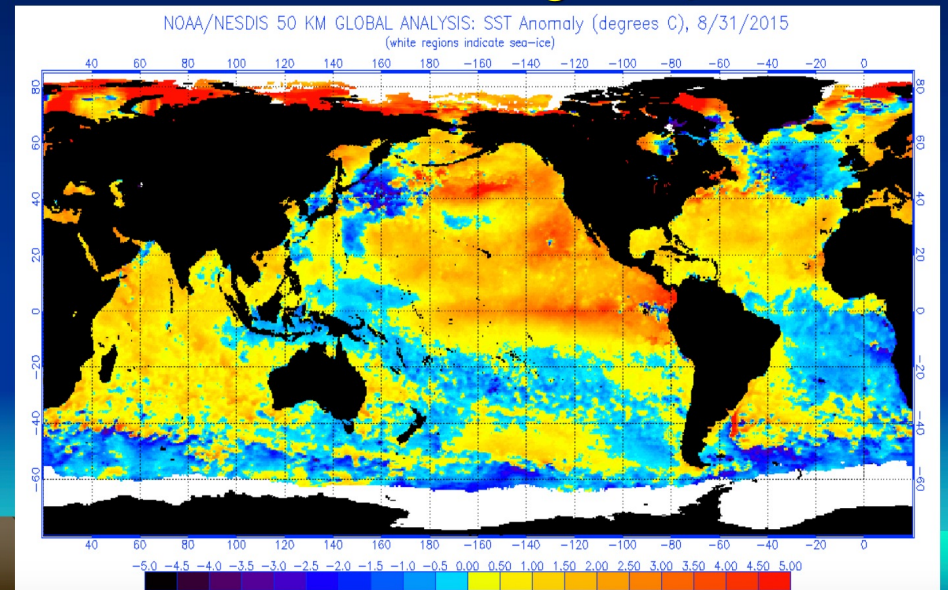 NOAA/NESDIS 50 KM GLOBAL ANALYSIS: SST Anomaly (degrees C), 8/31/2015
(white regions indicate sea-ice)
40 60 80 100 120 140 160 180 -160 -140 -120 -100 -80 -60 -40 -20 0
80 80
60 60
40 40
20 20
0 0
-20 -20
-40 -40
-60 -60
40 60 80 100 120 140 160 180 -160 -140 -120 -100 -80 -60 -40 -20 0
-5.0 -4.5 -4.0 -3.5 -3.0 -2.5 -2.0 -1.5 -1.0 -0.5 0.00 0.50 1.00 1.50 2.00 2.50 3.00 3.50 4.00 4.50 5.00